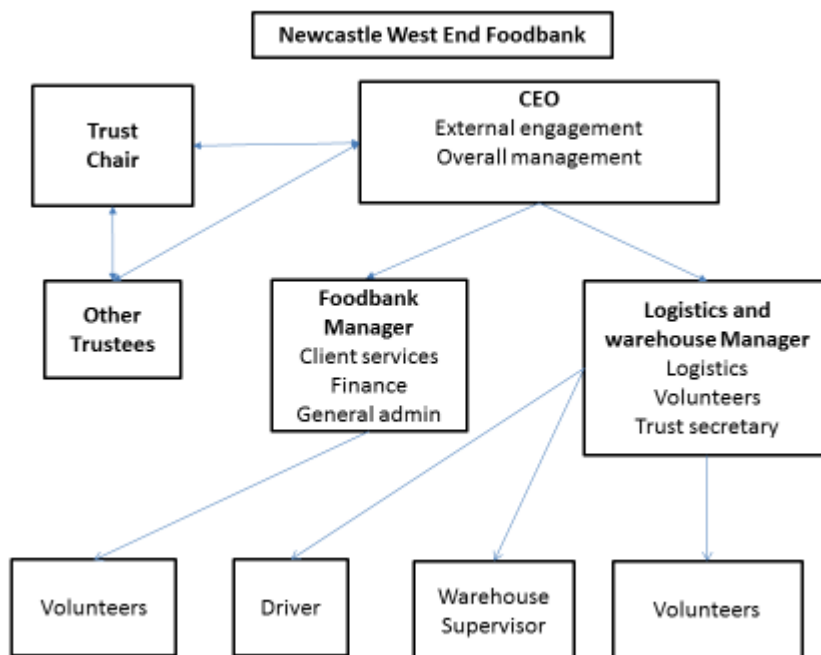 Newcastle West End Foodbank
Trust
Chair
CEO
External engagement
Overall management
Other
Trustees
Foodbank
Manager
Client services
Finance
General admin
Logistics and
warehouse Manager
Logistics
Volunteers
Trust secretary
Volunteers
Driver
Warehouse
Supervisor
Volunteers